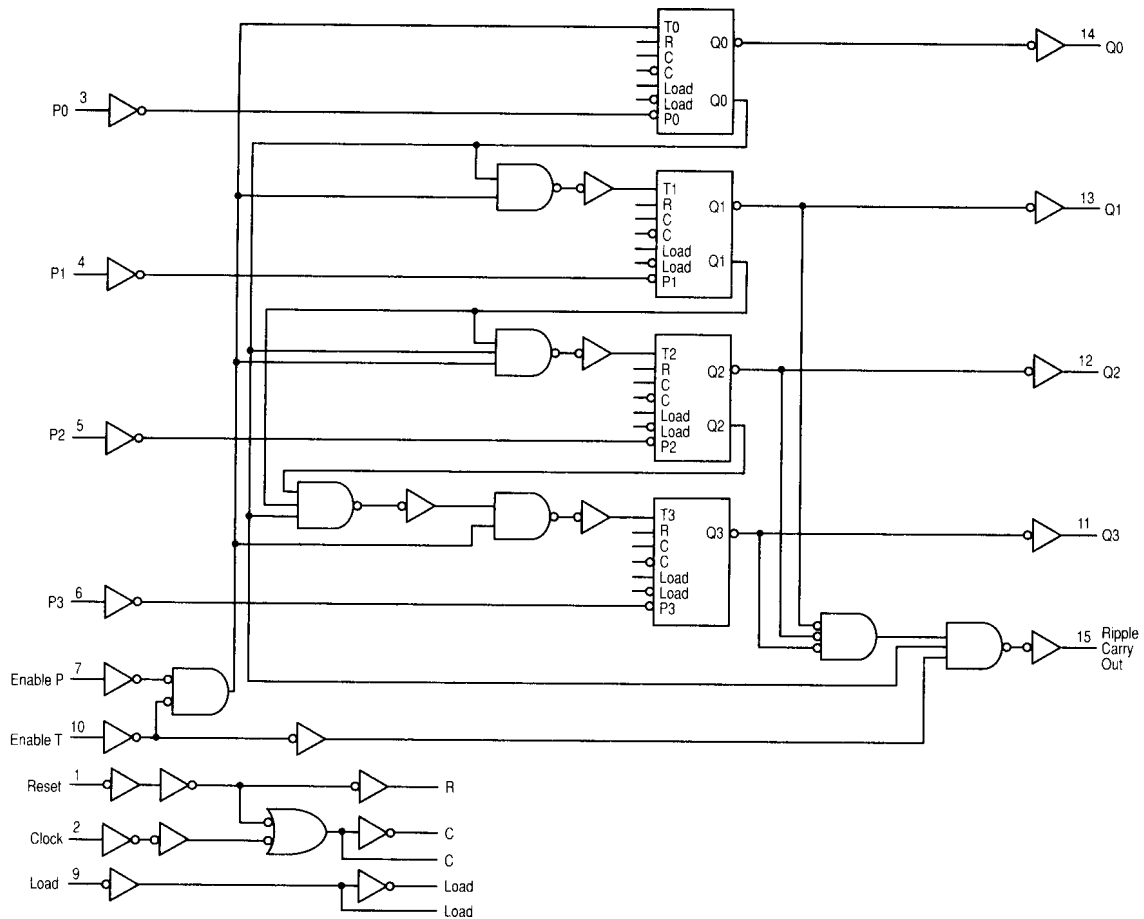 T0
R
C
C
Load
Load
P0
Q0
Q0
14
Q0
P0
3
T1
R
C
C
Load
Load
P1
Q1
Q1
13
Q1
P1
4
T2
R
C
C
Load
Load
P2
Q2
Q2
12
Q2
P2
5
T3
R
C
C
Load
Load
P3
Q3
11
Q3
P3
6
15
Ripple
Carry
Out
Enable P
7
Enable T
10
Reset
1
R
Clock
2
C
C
Load
9
Load
Load